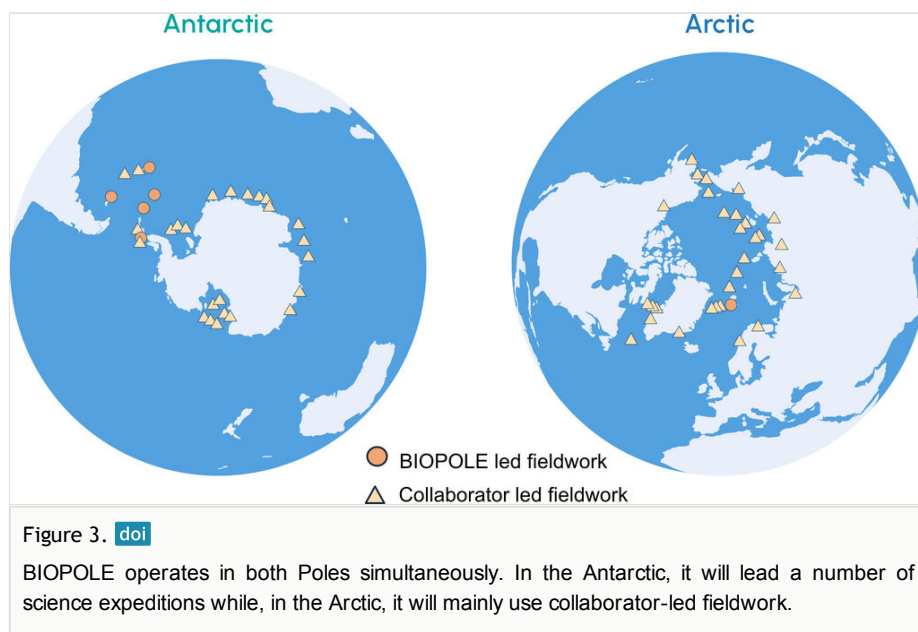 Antarctic
Arctic
BIOPOLE led fieldwork
Collaborator led fieldwork
Figure 3. doi
BIOPOLE operates in both Poles simultaneously. In the Antarctic, it will lead a number of
science expeditions while, in the Arctic, it will mainly use collaborator-led fieldwork.